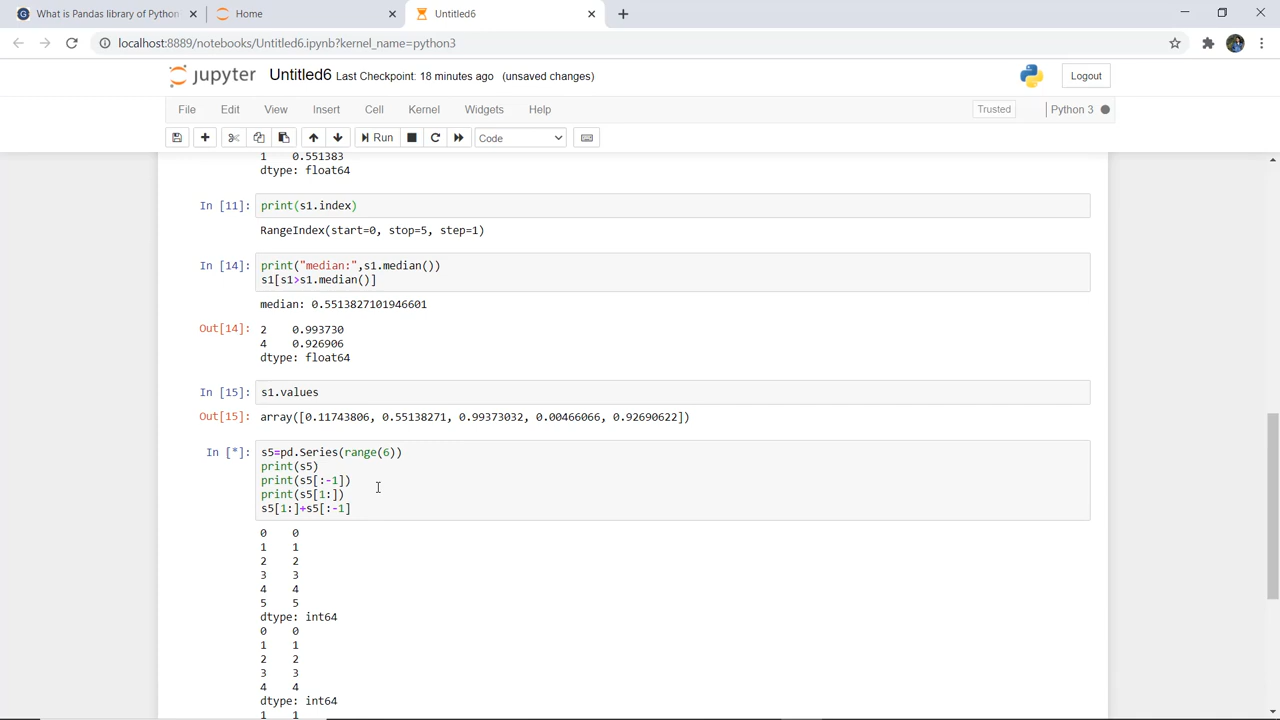 What is Pandas library of Python
Home
Untitled6
localhost:8889/notebooks/Untitled6.ipynb?kernel_name=python3
jupyter Untitled6 Last Checkpoint: 18 minutes ago (unsaved changes)
Logout
File Edit View Insert Cell Kernel Widgets Help
Trusted
Python 3
Run
Code
1 0.551383
dtype: float64
In [11]: print(s1.index)
RangeIndex(start=0, stop=5, step=1)
In [14]: print("median:",s1.median())
s1[s1>s1.median()]
median: 0.5513827101946601
Out[14]: 2 0.993730
4 0.926906
dtype: float64
In [15]: s1.values
Out[15]: array([0.11743806, 0.55138271, 0.99373032, 0.00466066, 0.92690622])
In [*]: s5=pd.Series(range(6))
print(s5)
print(s5[:-1])
print(s5[1:])
s5[1:]+s5[:-1]
0 0
1 1
2 2
3 3
4 4
5 5
dtype: int64
0 0
1 1
2 2
3 3
4 4
dtype: int64
1 1